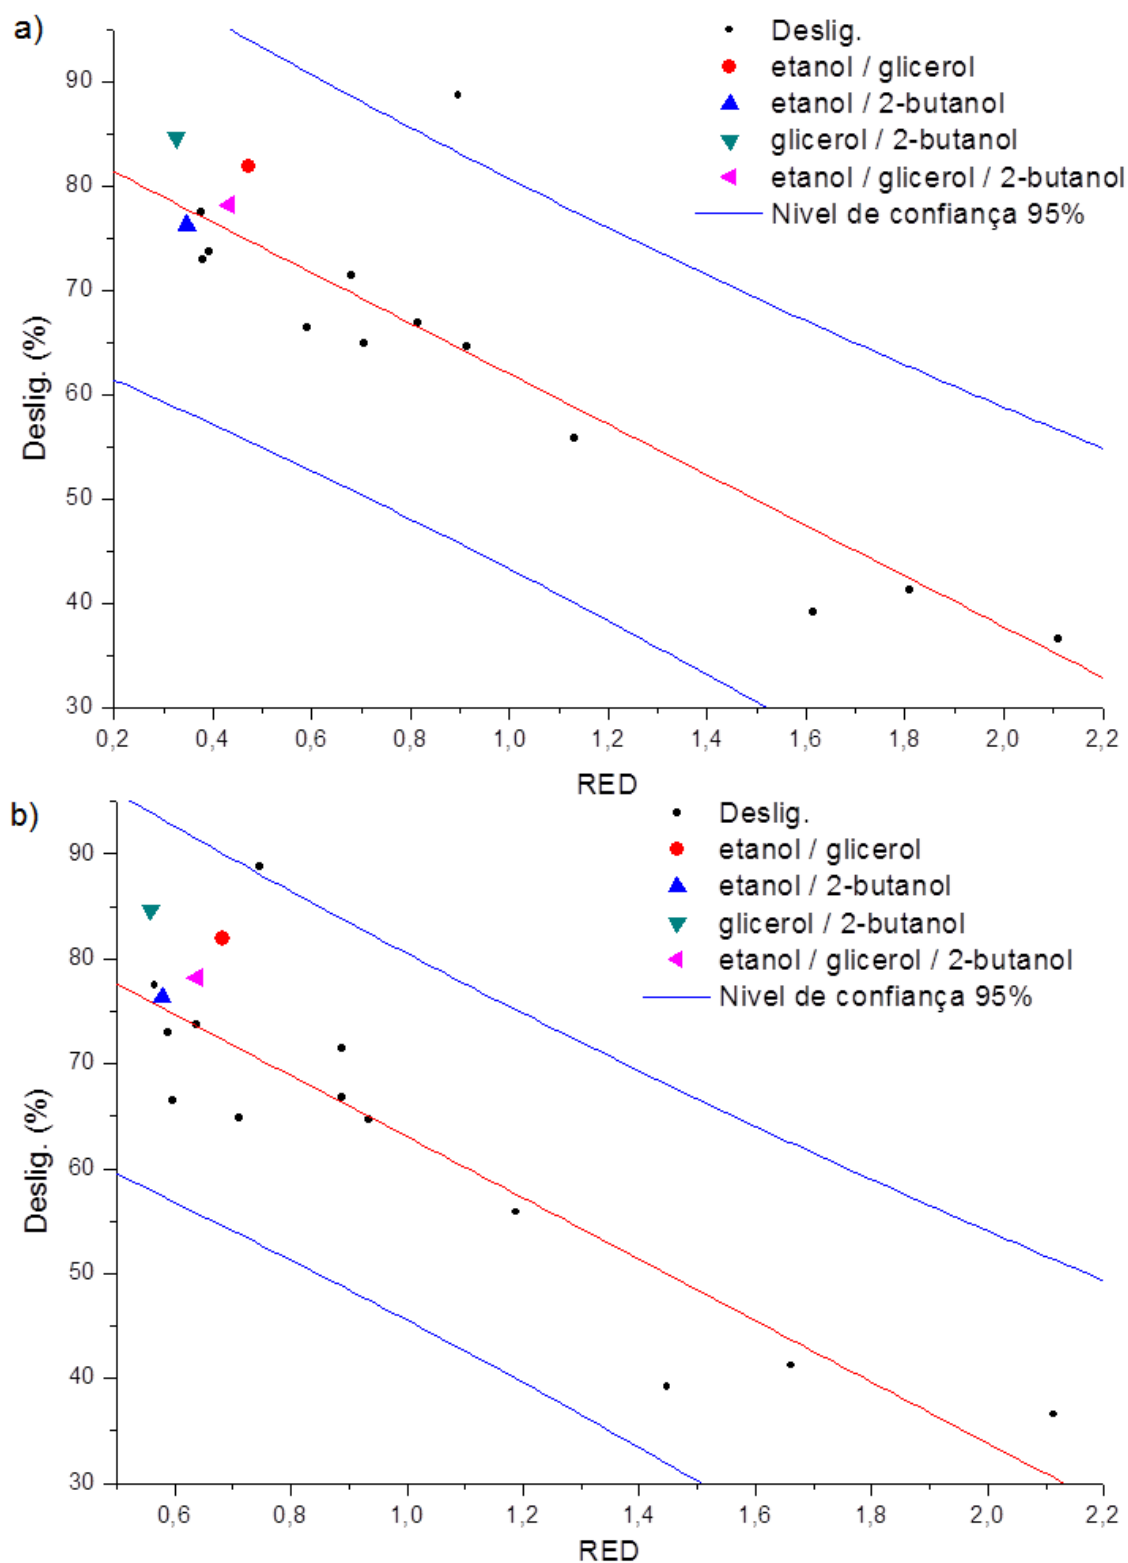 a)
Deslig.
etanol / glicerol
etanol / 2-butanol
glicerol / 2-butanol
etanol / glicerol / 2-butanol
Nivel de confiança 95%
90
80
70
60
50
40
30
Deslig. (%)
0,2 0,4 0,6 0,8 1,0 1,2 1,4 1,6 1,8 2,0 2,2
RED
b)
Deslig.
etanol / glicerol
etanol / 2-butanol
glicerol / 2-butanol
etanol / glicerol / 2-butanol
Nivel de confiança 95%
90
80
70
60
50
40
30
Deslig. (%)
0,6 0,8 1,0 1,2 1,4 1,6 1,8 2,0 2,2
RED